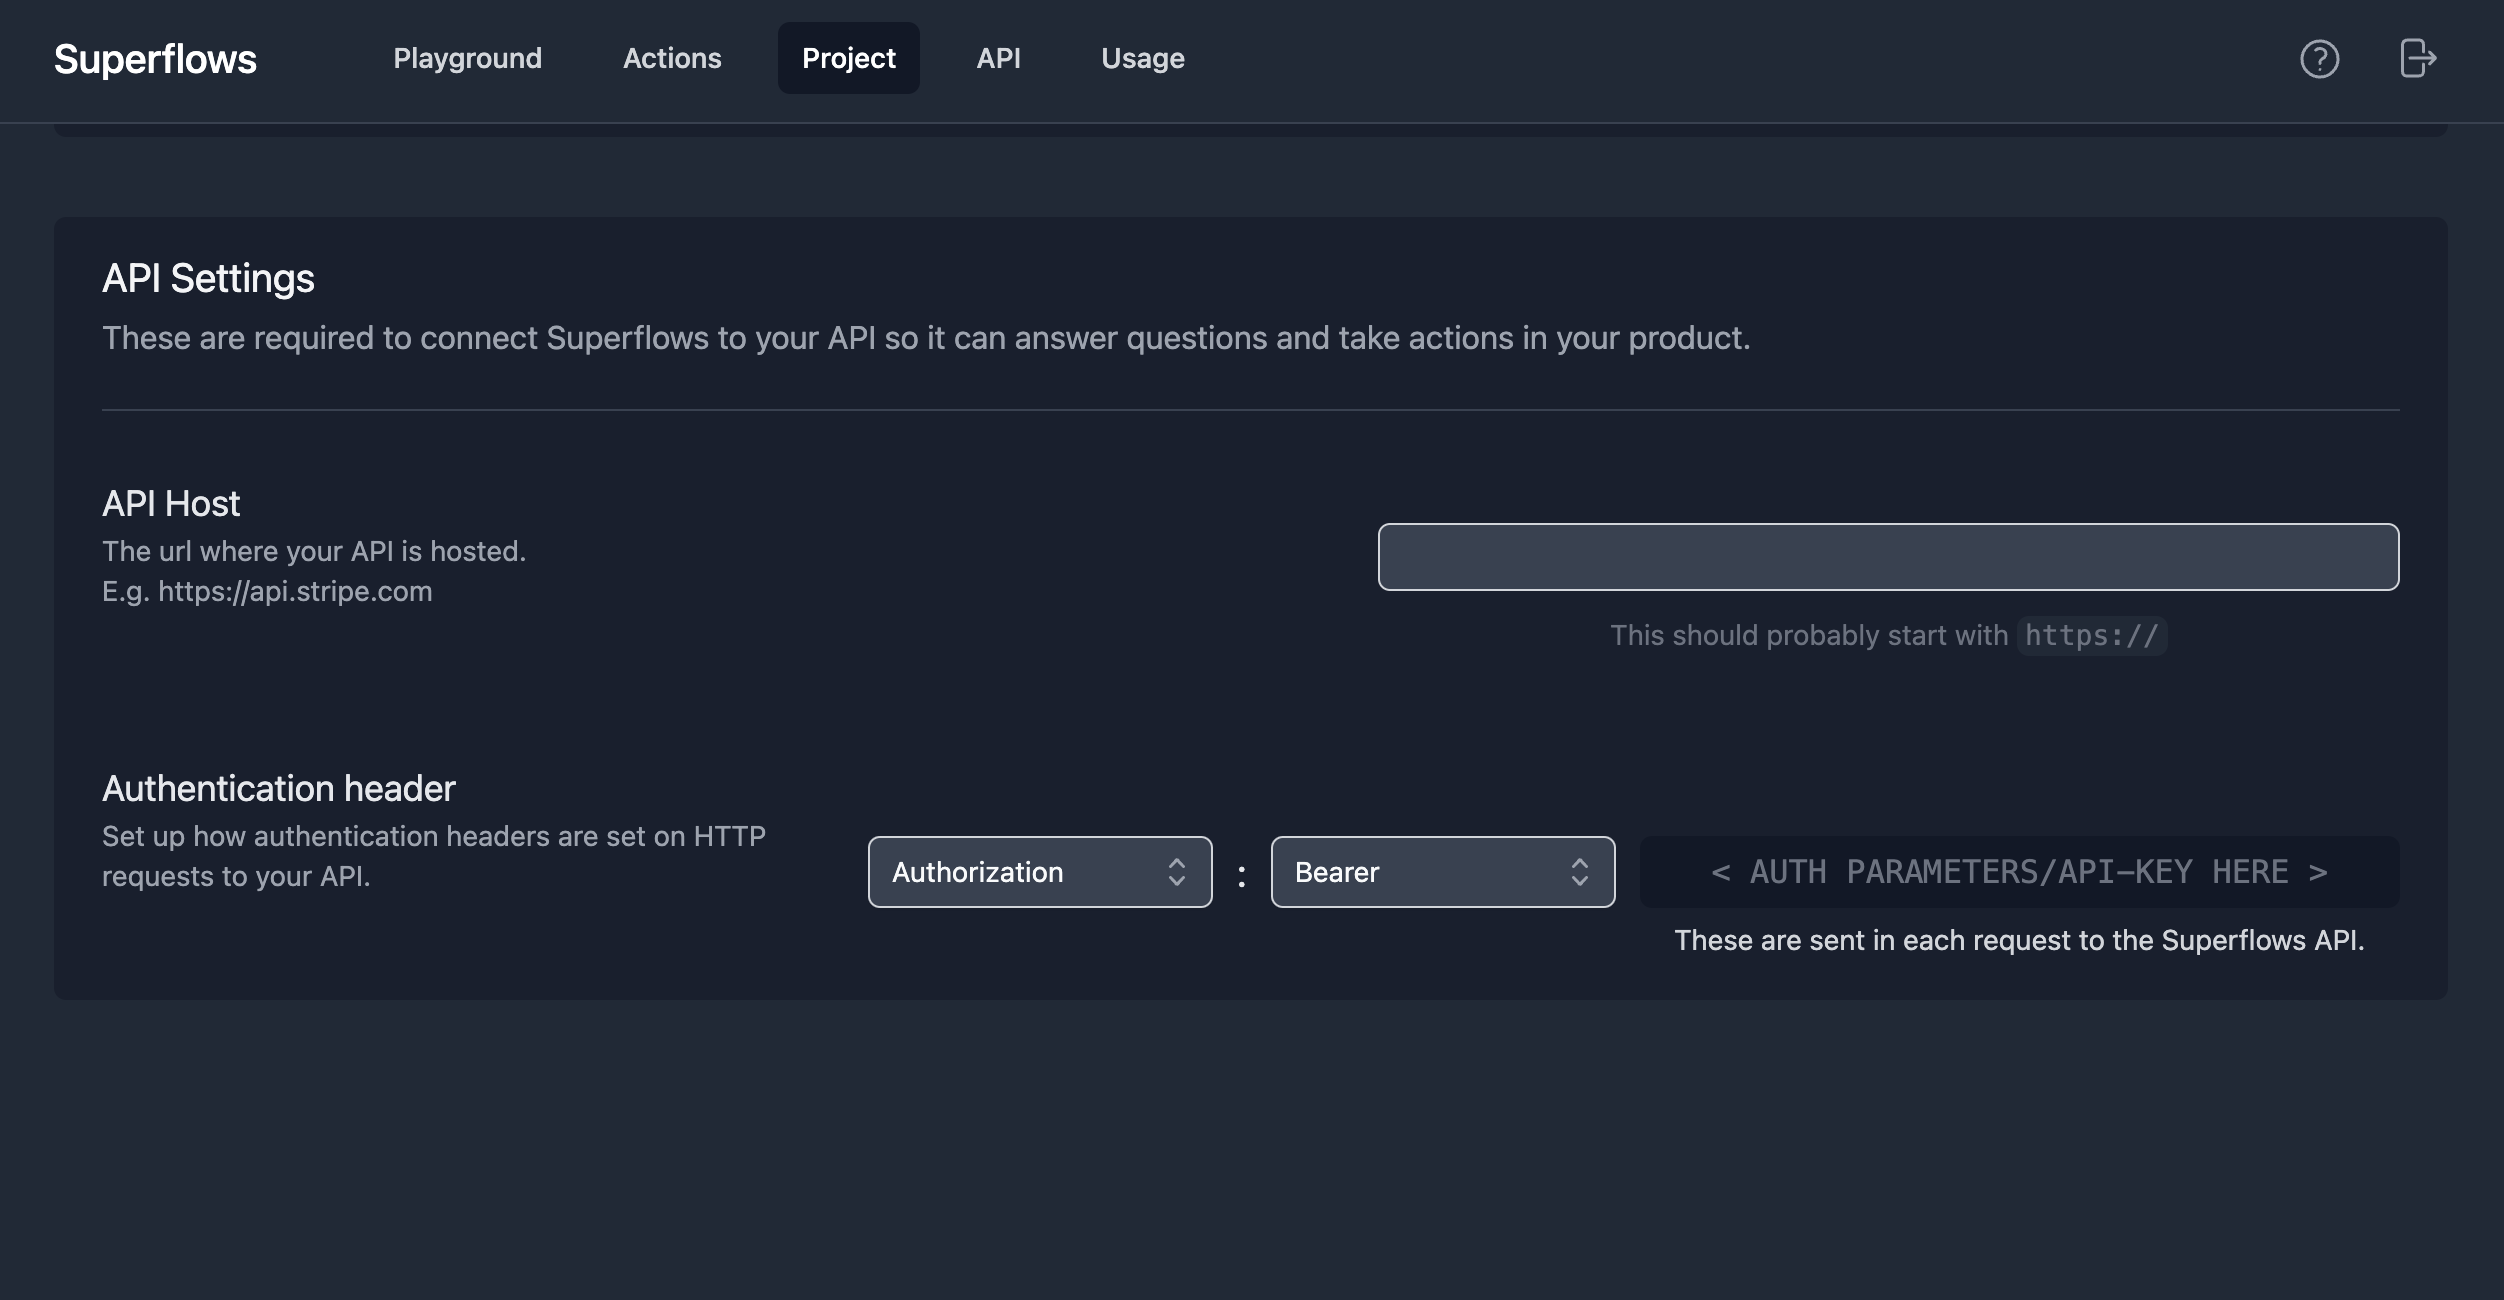 Superflows
Playground
Actions
Project
API
Usage
API Settings
These are required to connect Superflows to your API so it can answer questions and take actions in your product.
API Host
The url where your API is hosted.
E.g. https://api.stripe.com
This should probably start with https://
Authentication header
Set up how authentication headers are set on HTTP
requests to your API.
Authorization
:
Bearer
< AUTH PARAMETERS/API-KEY HERE >
These are sent in each request to the Superflows API.